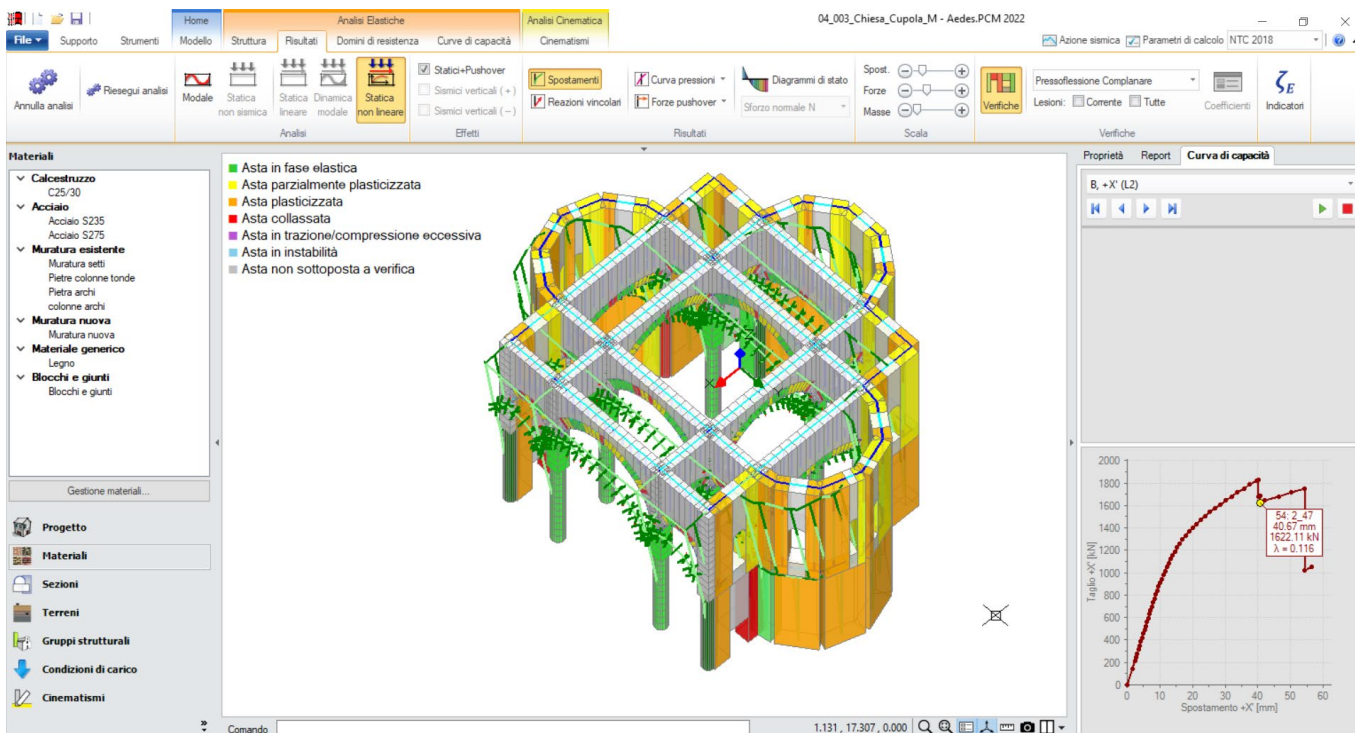 04_003_Chiesa_Cupola_M - Aedes.PCM 2022
Home
Analisi Elastiche
Analisi Cinematica
File
Supporto
Strumenti
Modello
Struttura
Risultati
Domini di resistenza
Curve di capacità
Cinematismi
Azione sismica
Parametri di calcolo
NTC 2018
Annulla analisi
Resegui analisi
Modale
Statica
non sismica
Statica
lineare
Dinamica
modale
Statica
non lineare
Analisi
Statici+Pushover
Sismici verticali (+)
Sismici verticali (−)
Effetti
Spostamenti
Reazioni vincolari
Curva pressioni
Forze pushover
Diagrammi di stato
Sforzo normale N
Risultati
Spost.
Forze
Masse
Scala
Verifiche
Pressoflessione Complanare
Lesioni:
Corrente
Tutte
Coefficienti
Verifiche
ζE
Indicatori
Materiali
Calcestruzzo
C25/30
Acciaio
Acciaio S235
Acciaio S275
Muratura esistente
Muratura setti
Pietre colonne tonde
Pietra archi
colonne archi
Muratura nuova
Muratura nuova
Materiale generico
Legno
Blocchi e giunti
Blocchi e giunti
Gestione materiali...
Progetto
Materiali
Sezioni
Terreni
Gruppi strutturali
Condizioni di carico
Cinematismi
Asta in fase elastica
Asta parzialmente plasticizzata
Asta plasticizzata
Asta collassata
Asta in trazione/compressione eccessiva
Asta in instabilità
Asta non sottoposta a verifica
Comando
1.131 , 17.307 , 0.000
Proprietà
Report
Curva di capacità
B, +X' (L2)
2000
1800
1600
1400
1200
1000
800
600
400
200
0
Taglio +X' [kN]
54: 2_47
40.67 mm
1622.11 kN
λ = 0.116
0 10 20 30 40 50 60
Spostamento +X' [mm]